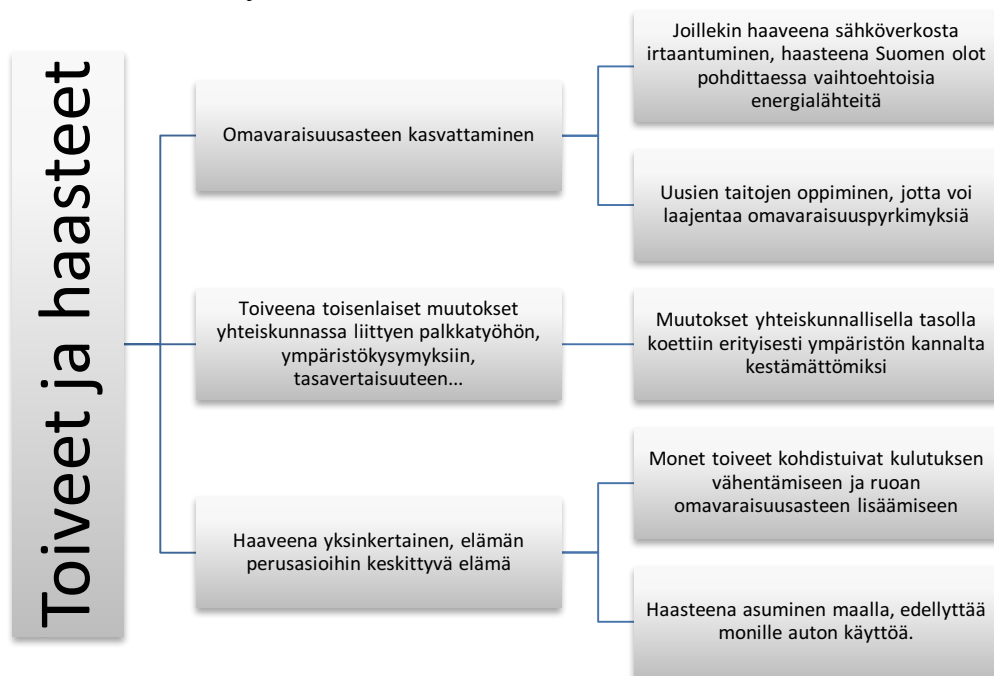 Toiveet ja haasteet
Omavaraisuusasteen kasvattaminen
Joillekin haaveena sähköverkosta
irtaantuminen, haasteena Suomen olot
pohdittaessa vaihtoehtoisia
energialähteitä
Uusien taitojen oppiminen, jotta voi
laajentaa omavaraisuuspyrkimyksiä
Toiveena toisenlaiset muutokset
yhteiskunnassa liittyen palkkatyöhön,
ympäristökysymyksiin,
tasavertaisuuteen...
Muutokset yhteiskunnallisella tasolla
koettiin erityisesti ympäristön kannalta
kestämättömiksi
Haaveena yksinkertainen, elämän
perusasioihin keskittyvä elämä
Monet toiveet kohdistuivat kulutuksen
vähentämiseen ja ruoan
omavaraisuusasteen lisäämiseen
Haasteena asuminen maalla, edellyttää
monille auton käyttöä.